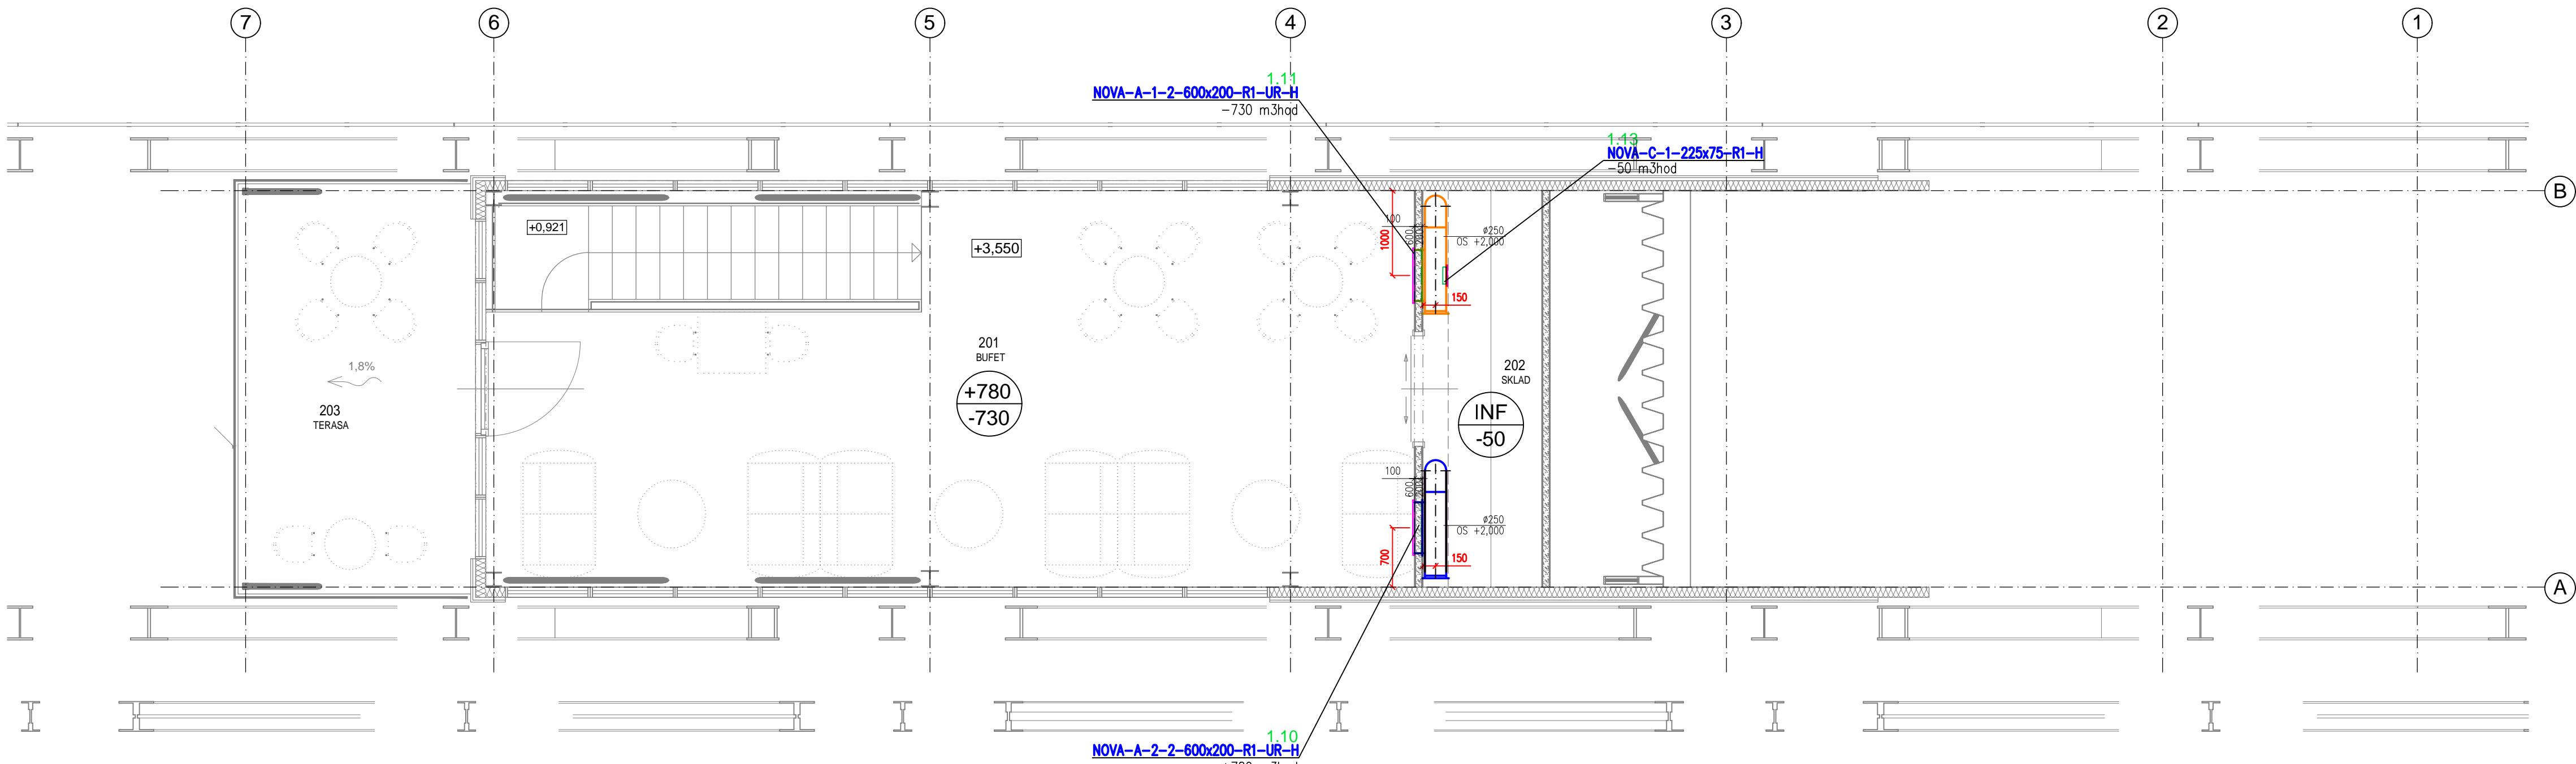 7
6
5
4
3
2
1
1.11
NOVA-A-1-2-600x200-R1-UR-H
-730 m3hod
1.13
NOVA-C-1-225x75-R1-H
-50 m3hod
B
+0,921
+3,550
100
600
200
1000
ø250
OS +2,000
150
201
BUFET
+780
-730
1,8%
203
TERASA
202
SKLAD
INF
-50
100
600
200
ø250
OS +2,000
700
150
A
1.10
NOVA-A-2-2-600x200-R1-UR-H